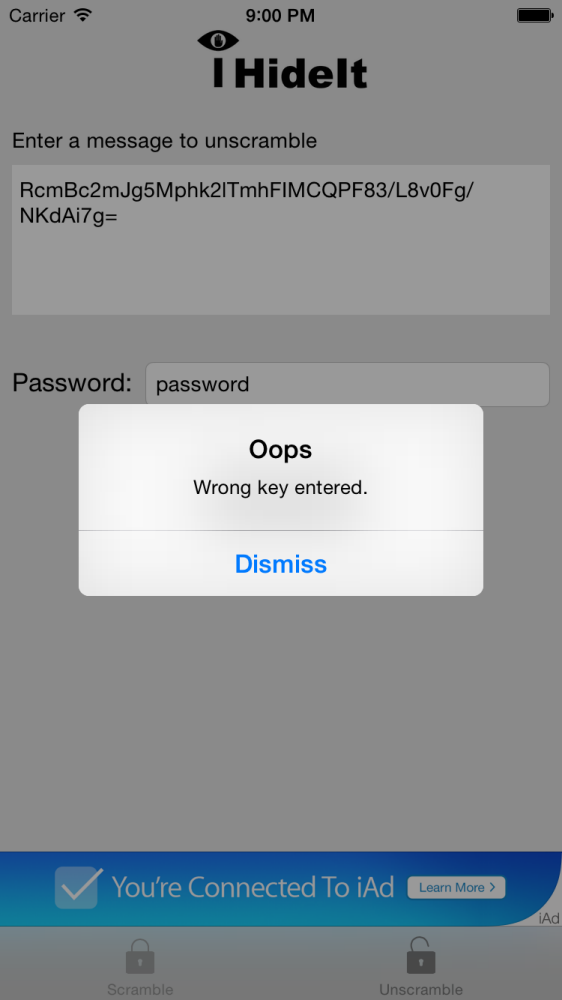 Carrier 9:00 PM
I HideIt
Enter a message to unscramble
RcmBc2mJg5Mphk2lTmhFIMCQPF83/L8v0Fg/
NKdAi7g=
Password: password
Oops
Wrong key entered.
Dismiss
You're Connected To iAd Learn More >
iAd
Scramble Unscramble